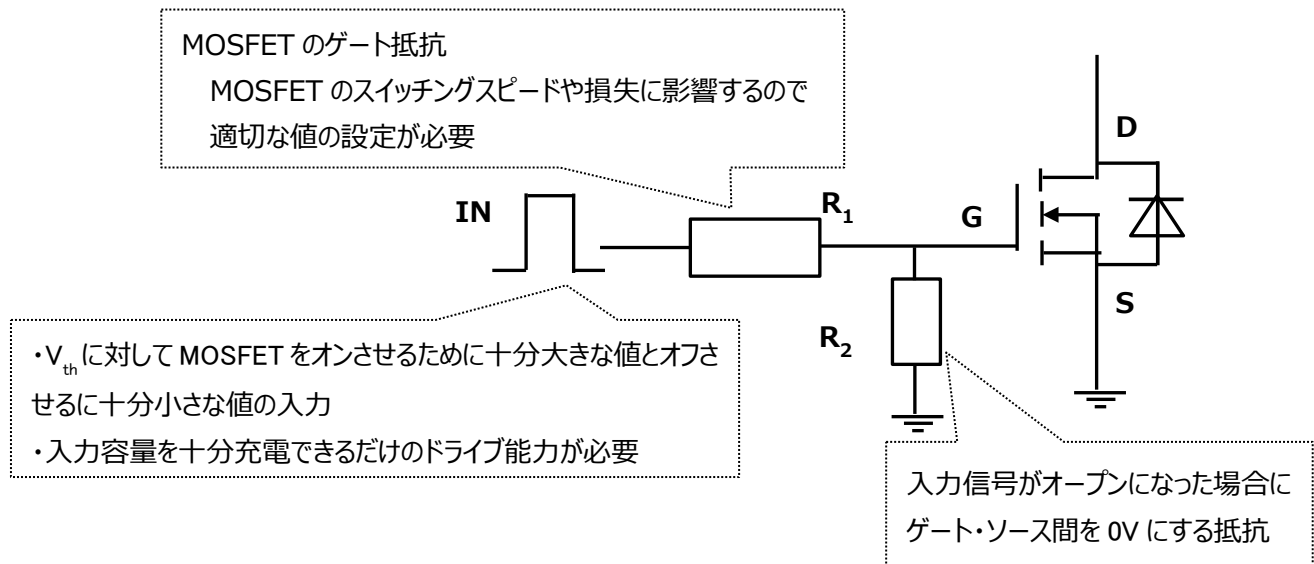 MOSFET のゲート抵抗
MOSFET のスイッチングスピードや損失に影響するので
適切な値の設定が必要
D
IN
R1
G
S
R2
・Vthに対して MOSFET をオンさせるために十分大きな値とオフさ
せるに十分小さな値の入力
・入力容量を十分充電できるだけのドライブ能力が必要
入力信号がオープンになった場合に
ゲート・ソース間を 0V にする抵抗